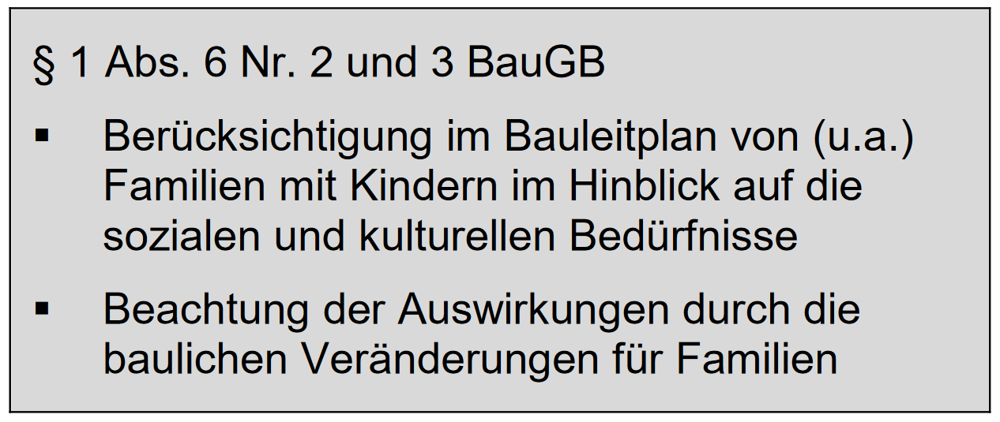 § 1 Abs. 6 Nr. 2 und 3 BauGB
▪ Berücksichtigung im Bauleitplan von (u.a.)
Familien mit Kindern im Hinblick auf die
sozialen und kulturellen Bedürfnisse
▪ Beachtung der Auswirkungen durch die
baulichen Veränderungen für Familien